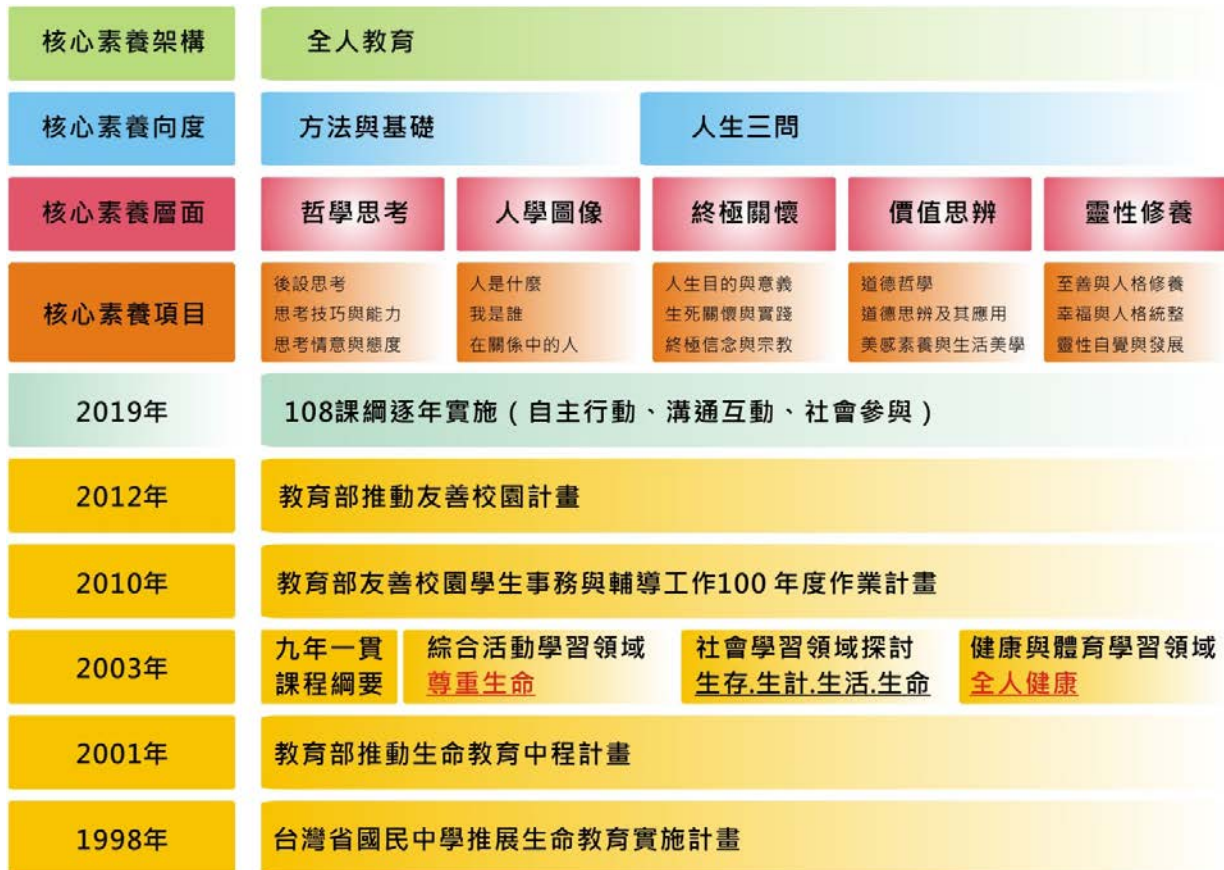 核心素養架構
全人教育
核心素養向度
方法與基礎
人生三問
核心素養層面
哲學思考
人學圖像
終極關懷
價值思辨
靈性修養
核心素養項目
後設思考
思考技巧與能力
思考情意與態度
人是什麼
我是誰
在關係中的人
人生目的與意義
生死關懷與實踐
終極信念與宗教
道德哲學
道德思辨及其應用
美感素養與生活美學
至善與人格修養
幸福與人格統整
靈性自覺與發展
2019年
108課綱逐年實施（自主行動、溝通互動、社會參與）
2012年
教育部推動友善校園計畫
2010年
教育部友善校園學生事務與輔導工作100 年度作業計畫
2003年
九年一貫
課程綱要
綜合活動學習領域
尊重生命
社會學習領域探討
生存.生計.生活.生命
健康與體育學習領域
全人健康
2001年
教育部推動生命教育中程計畫
1998年
台灣省國民中學推展生命教育實施計畫